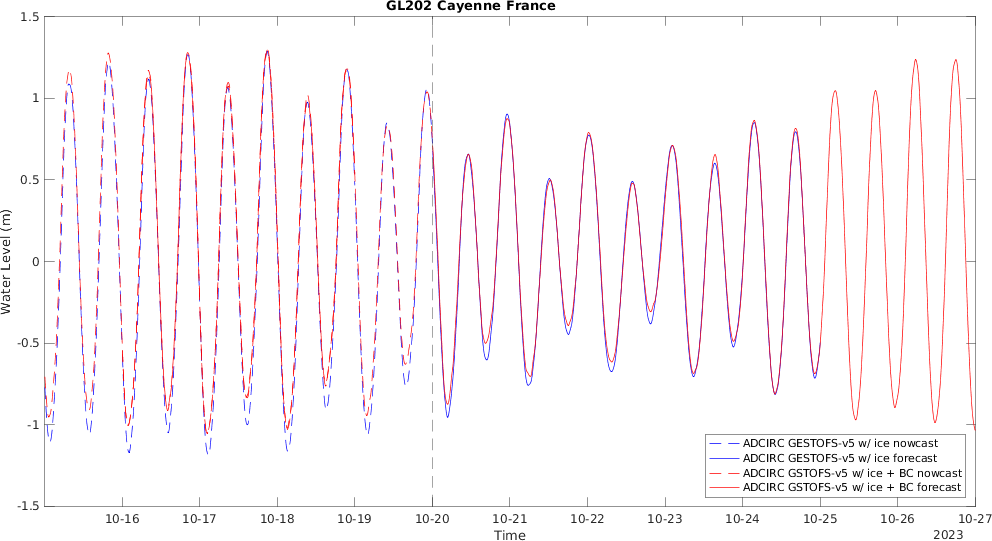 GL202 Cayenne France
1.5
1
0.5
0
-0.5
-1
-1.5
Water Level (m)
10-16 10-17 10-18 10-19 10-20 10-21 10-22 10-23 10-24 10-25 10-26 10-27
Time
2023
ADCIRC GESTOFS-v5 w/ ice nowcast
ADCIRC GESTOFS-v5 w/ ice forecast
ADCIRC GSTOFS-v5 w/ ice + BC nowcast
ADCIRC GSTOFS-v5 w/ ice + BC forecast